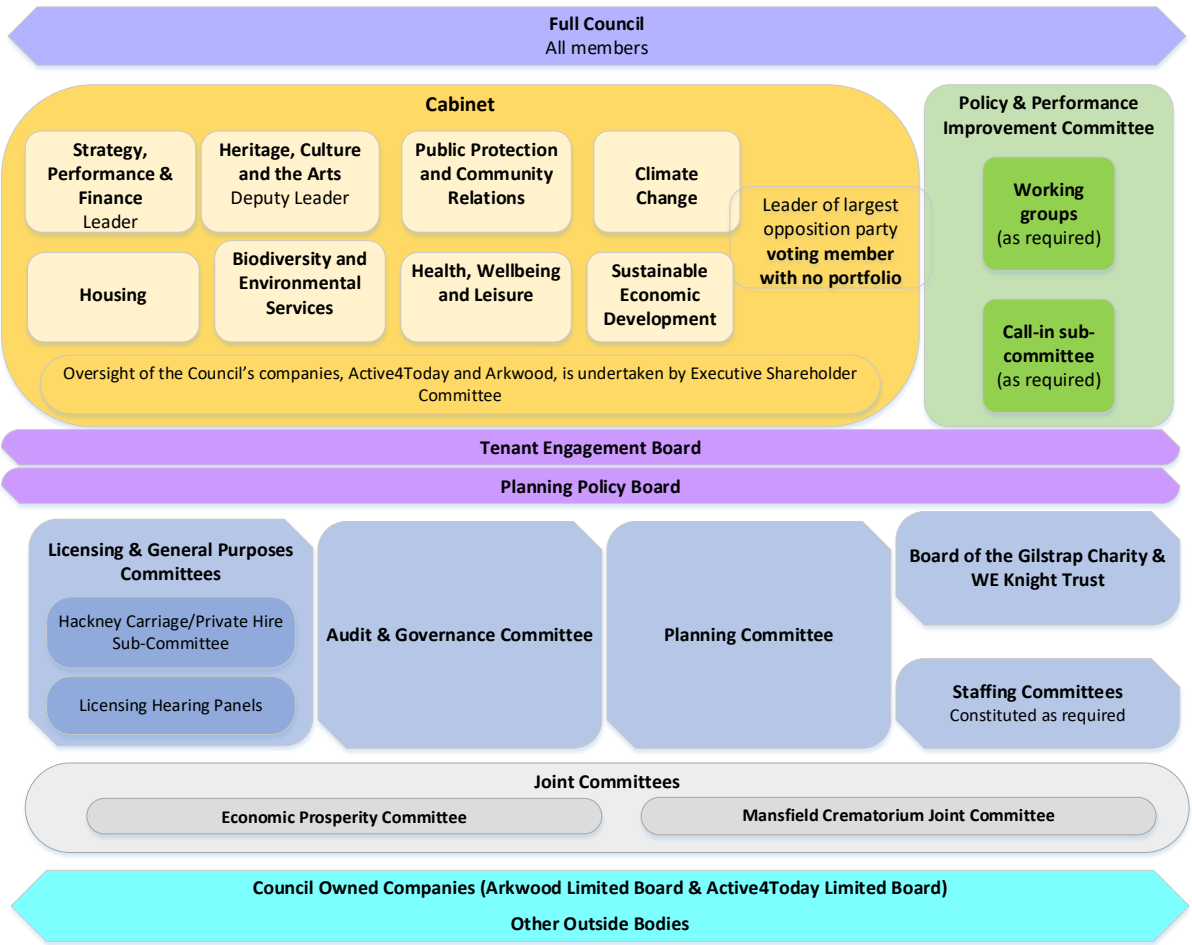 Full Council
All members
Cabinet
Strategy,
Performance &
Finance
Leader
Heritage, Culture
and the Arts
Deputy Leader
Public Protection
and Community
Relations
Climate
Change
Leader of largest
opposition party
voting member
with no portfolio
Housing
Biodiversity and
Environmental
Services
Health, Wellbeing
and Leisure
Sustainable
Economic
Development
Oversight of the Council’s companies, Active4Today and Arkwood, is undertaken by Executive Shareholder
Committee
Policy & Performance
Improvement Committee
Working
groups
(as required)
Call-in sub-
committee
(as required)
Tenant Engagement Board
Planning Policy Board
Licensing & General Purposes
Committees
Hackney Carriage/Private Hire
Sub-Committee
Licensing Hearing Panels
Audit & Governance Committee
Planning Committee
Board of the Gilstrap Charity &
WE Knight Trust
Staffing Committees
Constituted as required
Joint Committees
Economic Prosperity Committee
Mansfield Crematorium Joint Committee
Council Owned Companies (Arkwood Limited Board & Active4Today Limited Board)
Other Outside Bodies